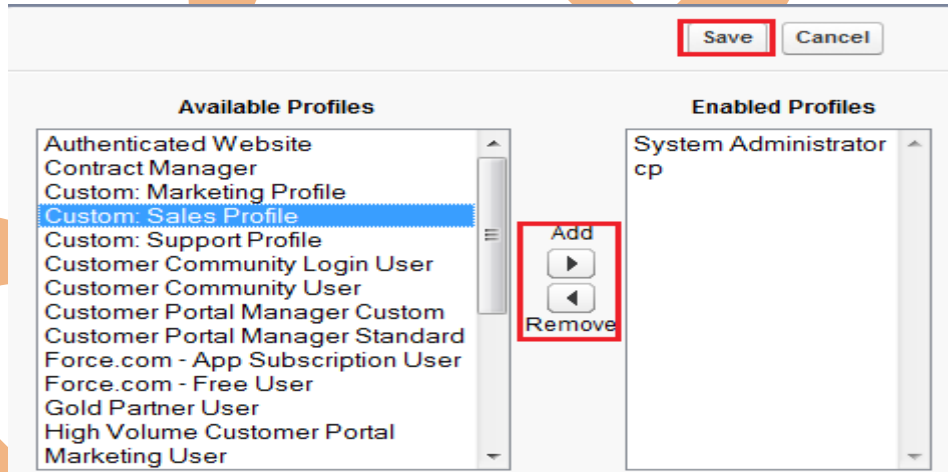 Save Cancel
Available Profiles
Authenticated Website
Contract Manager
Custom: Marketing Profile
Custom: Sales Profile
Custom: Support Profile
Customer Community Login User
Customer Community User
Customer Portal Manager Custom
Customer Portal Manager Standard
Force.com - App Subscription User
Force.com - Free User
Gold Partner User
High Volume Customer Portal
Marketing User
Add
Remove
Enabled Profiles
System Administrator
cp